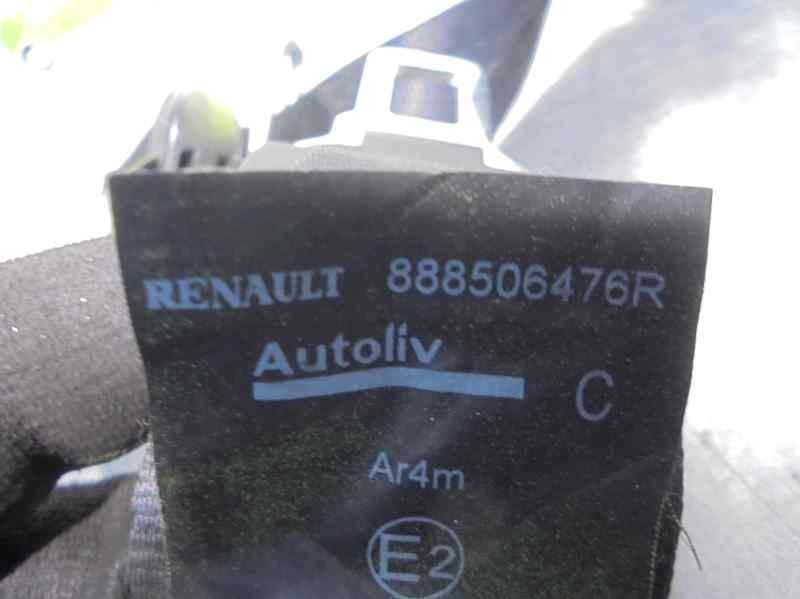 RENAULT 888506476R
Autoliv
C
Ar4m
E2